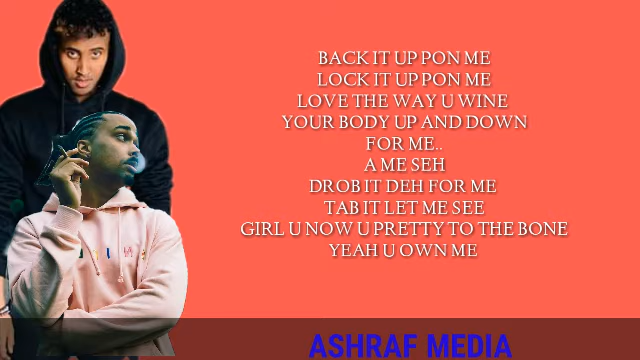 BACK IT UP PON ME
LOCK IT UP PON ME
LOVE THE WAY U WINE
YOUR BODY UP AND DOWN
FOR ME..
A ME SEH
DROB IT DEH FOR ME
TAB IT LET ME SEE
GIRL U NOW U PRETTY TO THE BONE
YEAH U OWN ME
ASHRAF MEDIA